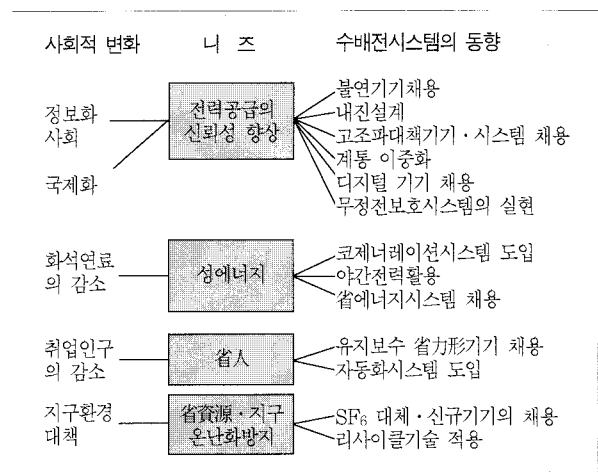 사회적 변화 니 즈 수배전시스템의 동향
정보화
사회
국제화
전력공급의
신뢰성 향상
불연기기채용
내진설계
고조파대책기기·시스템 채용
계통 이중화
디지털 기기 채용
무정전보호시스템의 실현
화석연료
의 감소
성에너지
코제너레이션시스템 도입
야간전력활용
省에너지시스템 채용
취업인구
의 감소
省人
유지보수 省力形기기 채용
자동화시스템 도입
지구환경
대책
省資源·지구
온난화방지
SF₆ 대체·신규기기의 채용
리사이클기술 적용